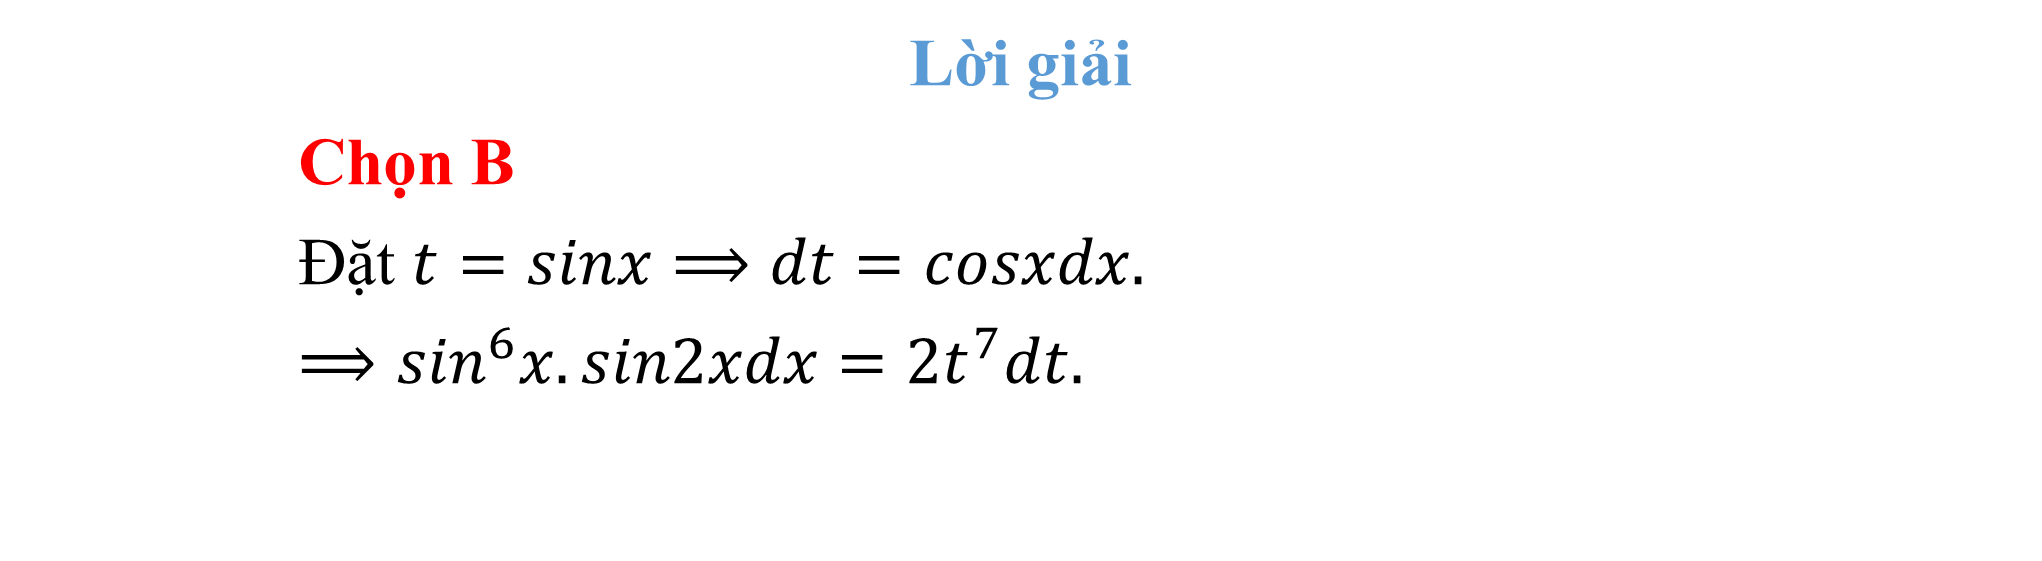 Lời giải
Chọn B
Đặt t = sinx ⟹ dt = cosxdx.
⟹ sin⁶x. sin2xdx = 2t⁷dt.